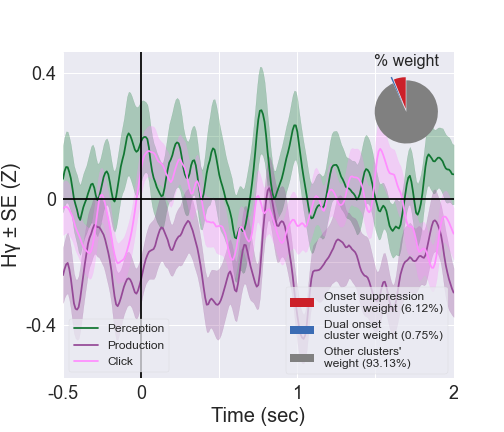 % weight
0.4
0
-0.4
Hγ ± SE (Z)
Perception
Production
Click
Onset suppression
cluster weight (6.12%)
Dual onset
cluster weight (0.75%)
Other clusters'
weight (93.13%)
-0.5
0
1
2
Time (sec)